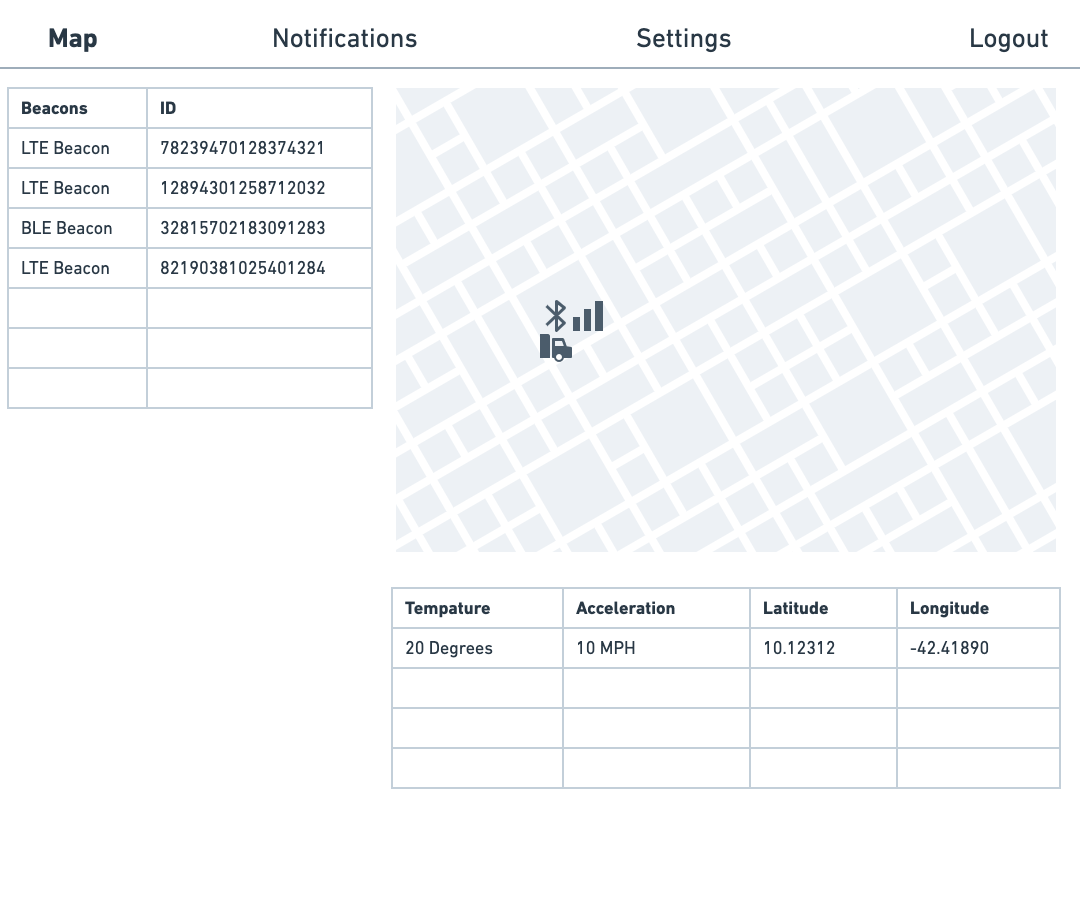 Map Notifications Settings Logout
Beacons ID
LTE Beacon 78239470128374321
LTE Beacon 12894301258712032
BLE Beacon 32815702183091283
LTE Beacon 82190381025401284
Tempature Acceleration Latitude Longitude
20 Degrees 10 MPH 10.12312 -42.41890